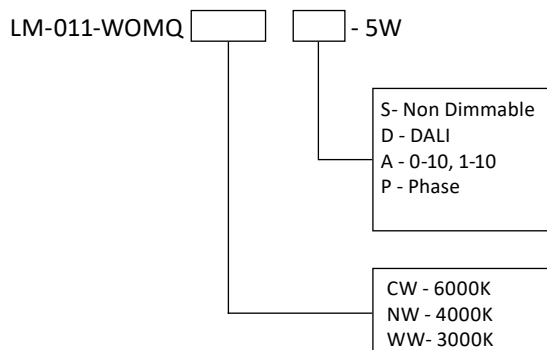 LM-011-WOMQ - 5W
S- Non Dimmable
D - DALI
A - 0-10, 1-10
P - Phase
CW - 6000K
NW - 4000K
WW- 3000K